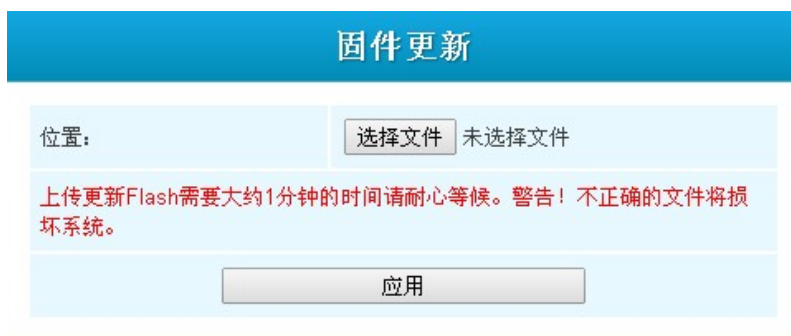 固件更新
位置：
选择文件 未选择文件
上传更新Flash需要大约1分钟的时间请耐心等候。警告！不正确的文件将损
坏系统。
应用